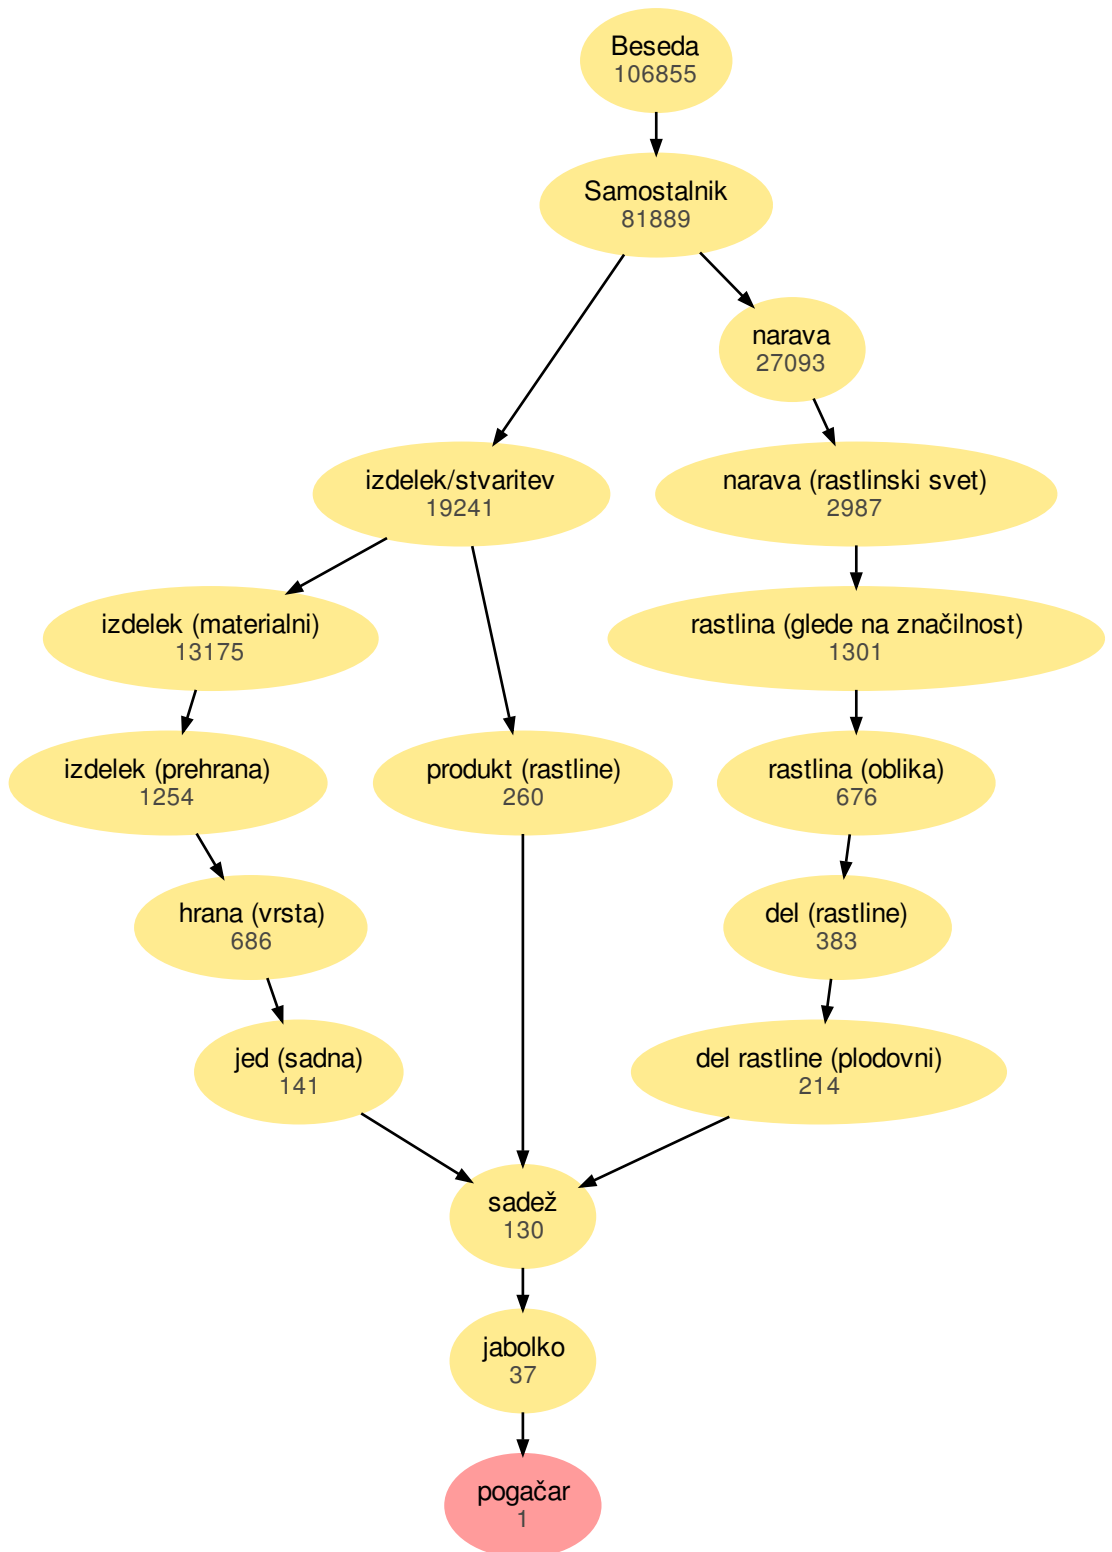 Beseda
106855
Samostalnik
81889
narava
27093
izdelek/stvaritev
19241
narava (rastlinski svet)
2987
izdelek (materialni)
13175
rastlina (glede na značilnost)
1301
izdelek (prehrana)
1254
produkt (rastline)
260
rastlina (oblika)
676
hrana (vrsta)
686
del (rastline)
383
jed (sadna)
141
del rastline (plodovni)
214
sadež
130
jabolko
37
pogačar
1